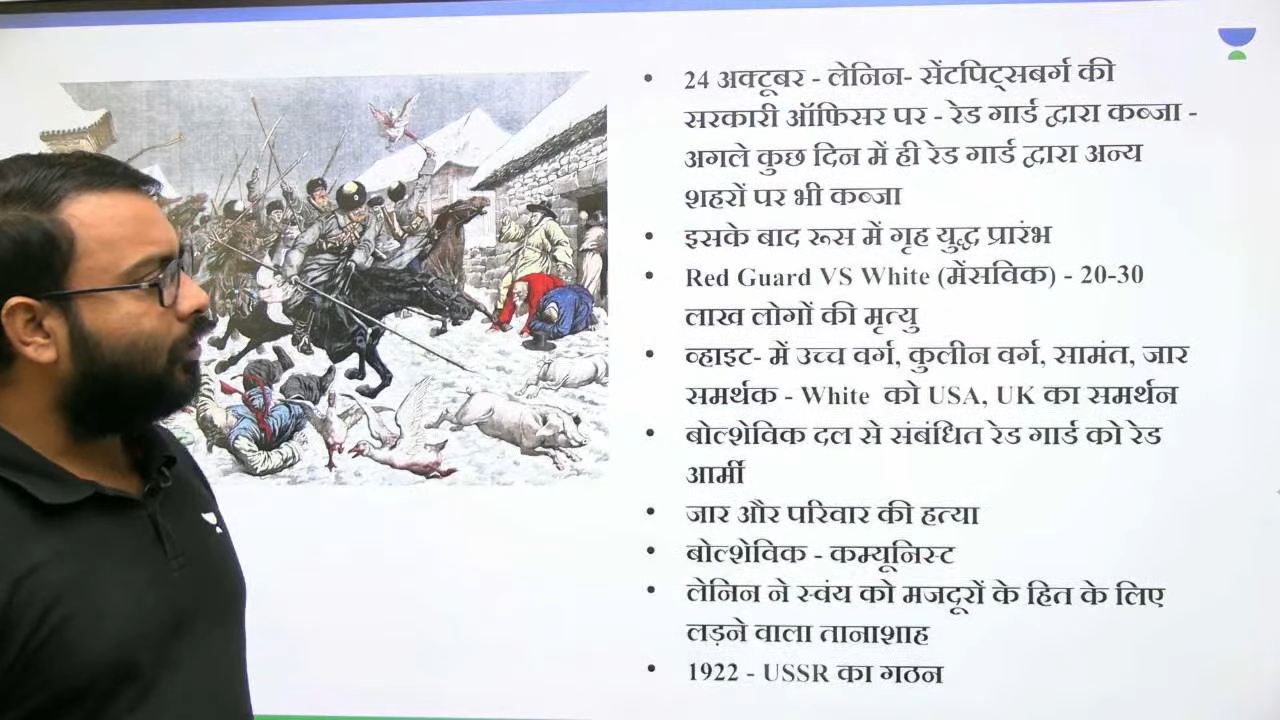 • 24 अक्टूबर - लेनिन- सेंटपिट्सबर्ग की
सरकारी ऑफिसर पर - रेड गार्ड द्वारा कब्जा -
अगले कुछ दिन में ही रेड गार्ड द्वारा अन्य
शहरों पर भी कब्जा
• इसके बाद रूस में गृह युद्ध प्रारंभ
• Red Guard VS White (मेंसविक) - 20-30
लाख लोगों की मृत्यु
• व्हाइट- में उच्च वर्ग, कुलीन वर्ग, सामंत, जार
समर्थक - White को USA, UK का समर्थन
• बोल्शेविक दल से संबंधित रेड गार्ड को रेड
आर्मी
• जार और परिवार की हत्या
• बोल्शेविक - कम्यूनिस्ट
• लेनिन ने स्वंय को मजदूरों के हित के लिए
लड़ने वाला तानाशाह
• 1922 - USSR का गठन